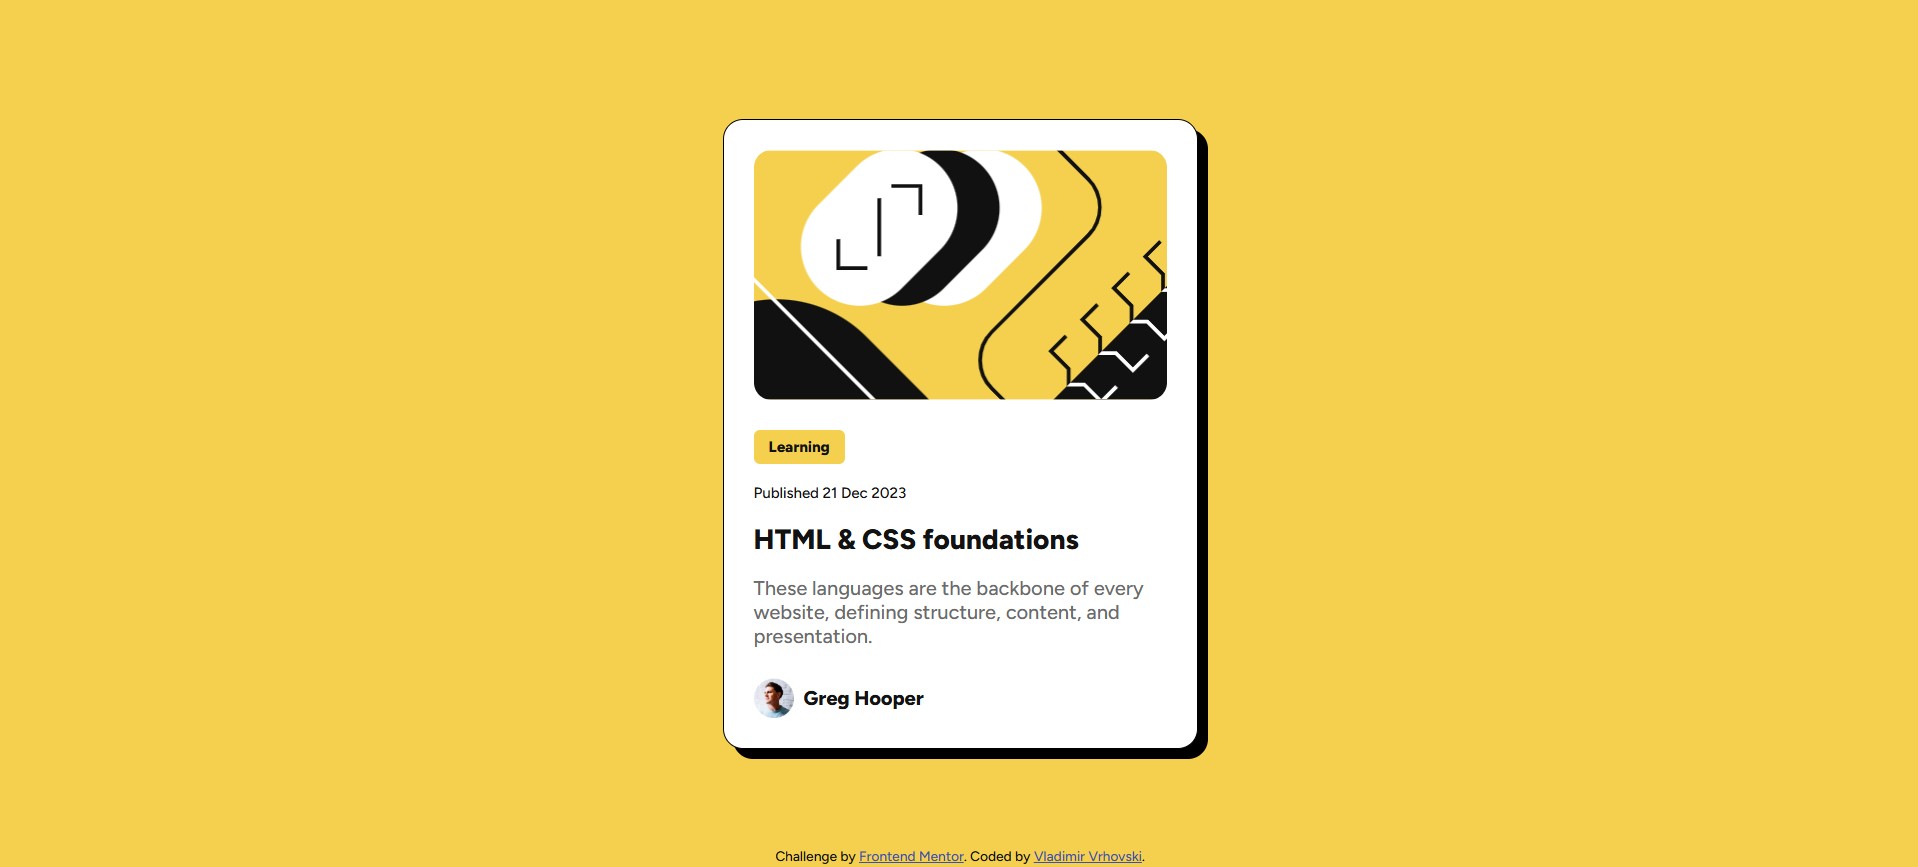 Learning
Published 21 Dec 2023
HTML & CSS foundations
These languages are the backbone of every
website, defining structure, content, and
presentation.
Greg Hooper
Challenge by Frontend Mentor. Coded by Vladimir Vrhovski.